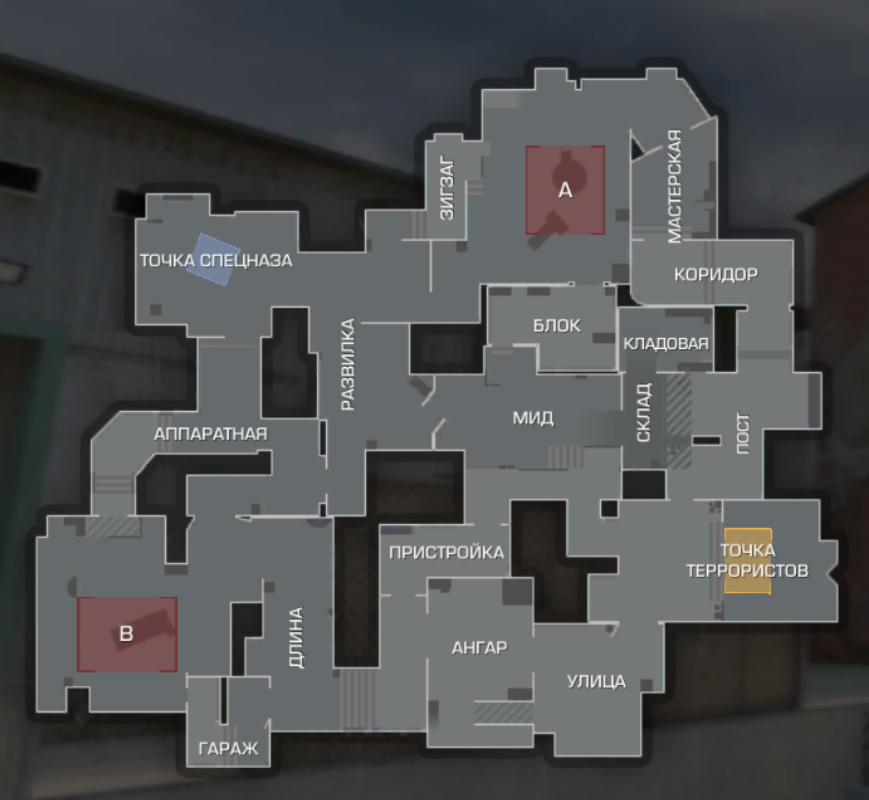 A
ЗИГЗАГ
МАСТЕРСКАЯ
ТОЧКА СПЕЦНАЗА
КОРИДОР
БЛОК
КЛАДОВАЯ
РАЗВИЛКА
МИД
СКЛАД
ПОСТ
АППАРАТНАЯ
ПРИСТРОЙКА
ТОЧКА
ТЕРРОРИСТОВ
B
ДЛИНА
АНГАР
УЛИЦА
ГАРАЖ